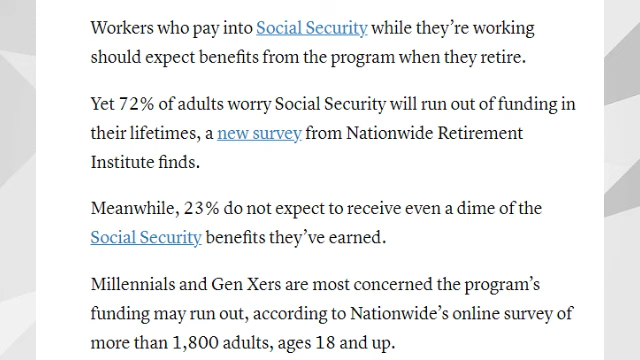 Workers who pay into Social Security while they’re working
should expect benefits from the program when they retire.
Yet 72% of adults worry Social Security will run out of funding in
their lifetimes, a new survey from Nationwide Retirement
Institute finds.
Meanwhile, 23% do not expect to receive even a dime of the
Social Security benefits they’ve earned.
Millennials and Gen Xers are most concerned the program’s
funding may run out, according to Nationwide’s online survey of
more than 1,800 adults, ages 18 and up.